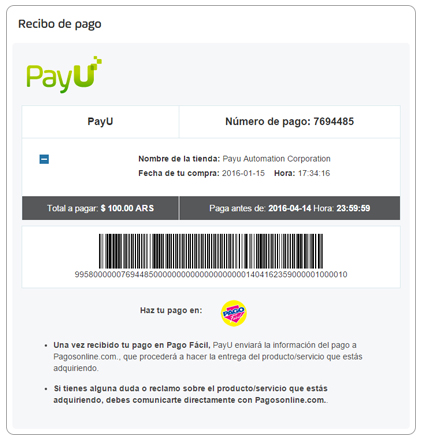 Recibo de pago
PayU
PayU
Número de pago: 7694485
Nombre de la tienda: Payu Automation Corporation
Fecha de tu compra: 2016-01-15 Hora: 17:34:16
Total a pagar: $ 100.00 ARS
Paga antes de: 2016-04-14 Hora: 23:59:59
Haz tu pago en:
PAGO FACIL
• Una vez recibido tu pago en Pago Fácil, PayU enviará la información del pago a
Pagosonline.com., que procederá a hacer la entrega del producto/servicio que estás
adquiriendo.
• Si tienes alguna duda o reclamo sobre el producto/servicio que estás
adquiriendo, debes comunicarte directamente con Pagosonline.com..